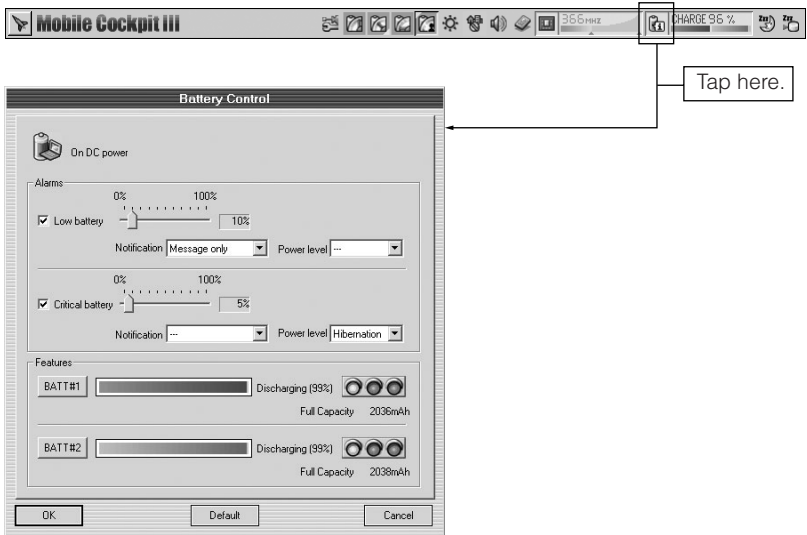 Mobile Cockpit III
366MHZ
CHARGE 96 %
Tap here.
Battery Control
On DC power
Alarms
0% 100%
Low battery 10%
Notification Message only Power level ---
0% 100%
Critical battery 5%
Notification --- Power level Hibernation
Features
BATT#1 Discharging (99%)
Full Capacity 2036mAh
BATT#2 Discharging (99%)
Full Capacity 2038mAh
OK Default Cancel